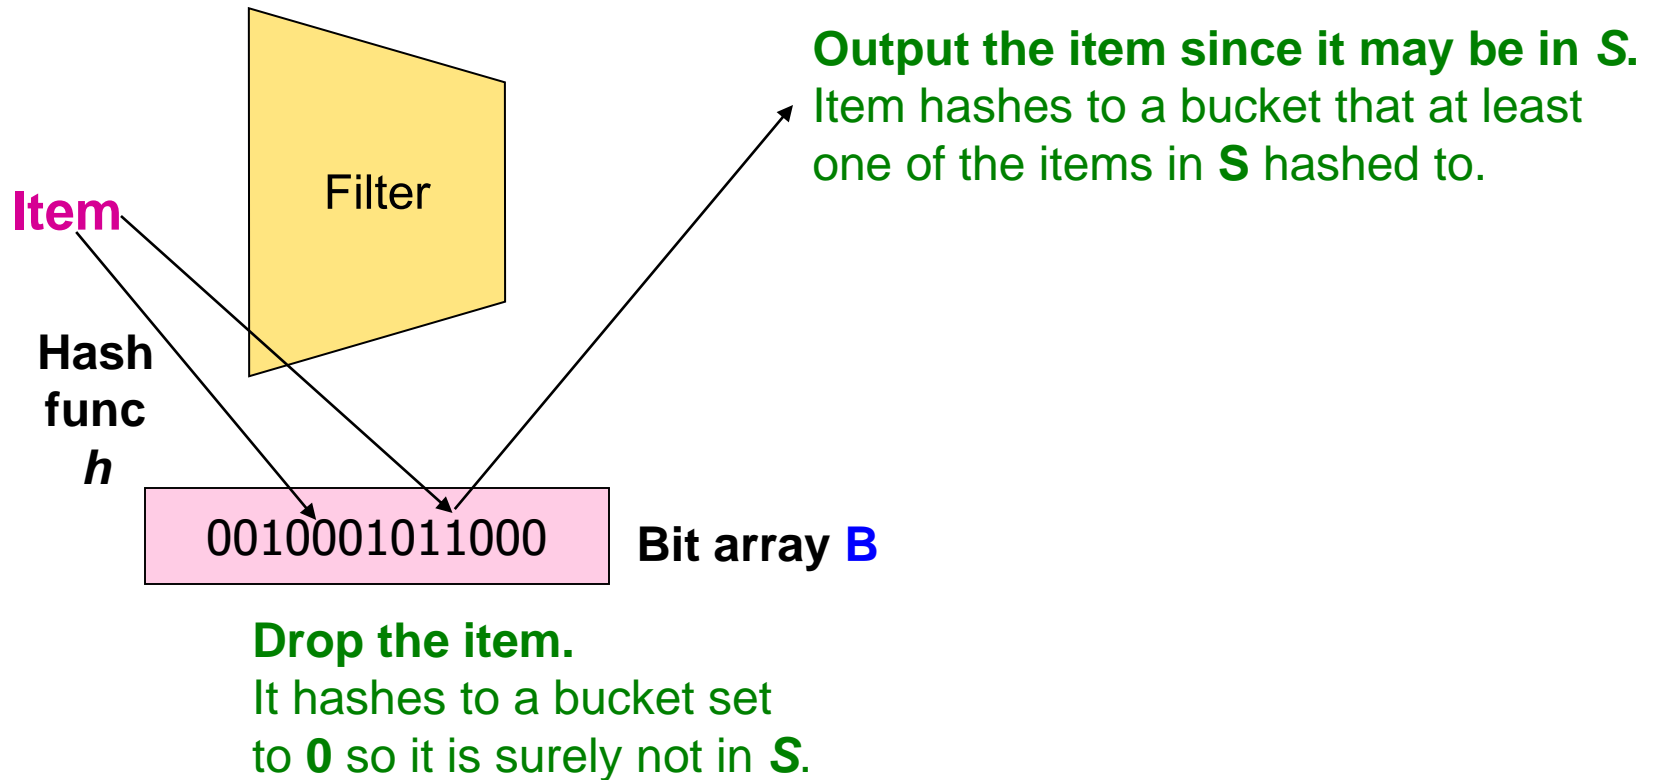 Output the item since it may be in S.
Item hashes to a bucket that at least
one of the items in S hashed to.
Filter
Item
Hash
func
h
0010001011000
Bit array B
Drop the item.
It hashes to a bucket set
to 0 so it is surely not in S.